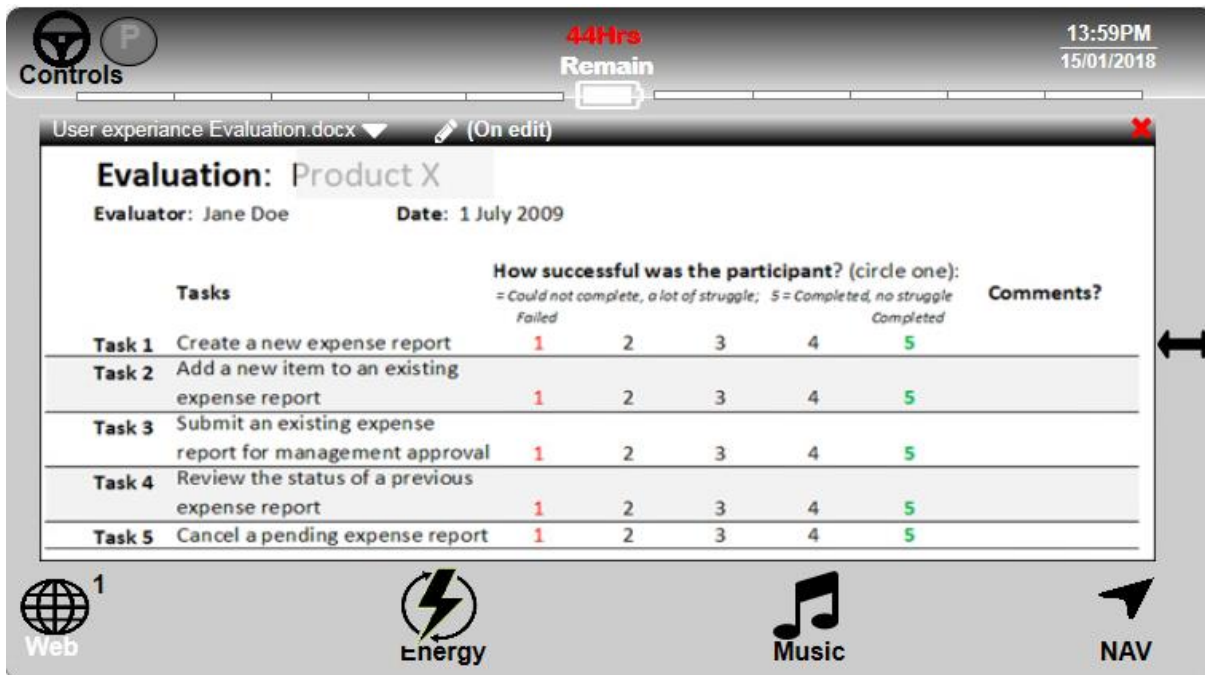 P
44Hrs
13:59PM
Controls
Remain
15/01/2018
User experiance Evaluation.docx (On edit)
Evaluation: Product X
Evaluator: Jane Doe Date: 1 July 2009
How successful was the participant? (circle one):
Tasks = Could not complete, a lot of struggle; 5 = Completed, no struggle Comments?
Failed Completed
Task 1 Create a new expense report 1 2 3 4 5
Task 2 Add a new item to an existing
expense report 1 2 3 4 5
Task 3 Submit an existing expense
report for management approval 1 2 3 4 5
Task 4 Review the status of a previous
expense report 1 2 3 4 5
Task 5 Cancel a pending expense report 1 2 3 4 5
1
Web Energy Music NAV